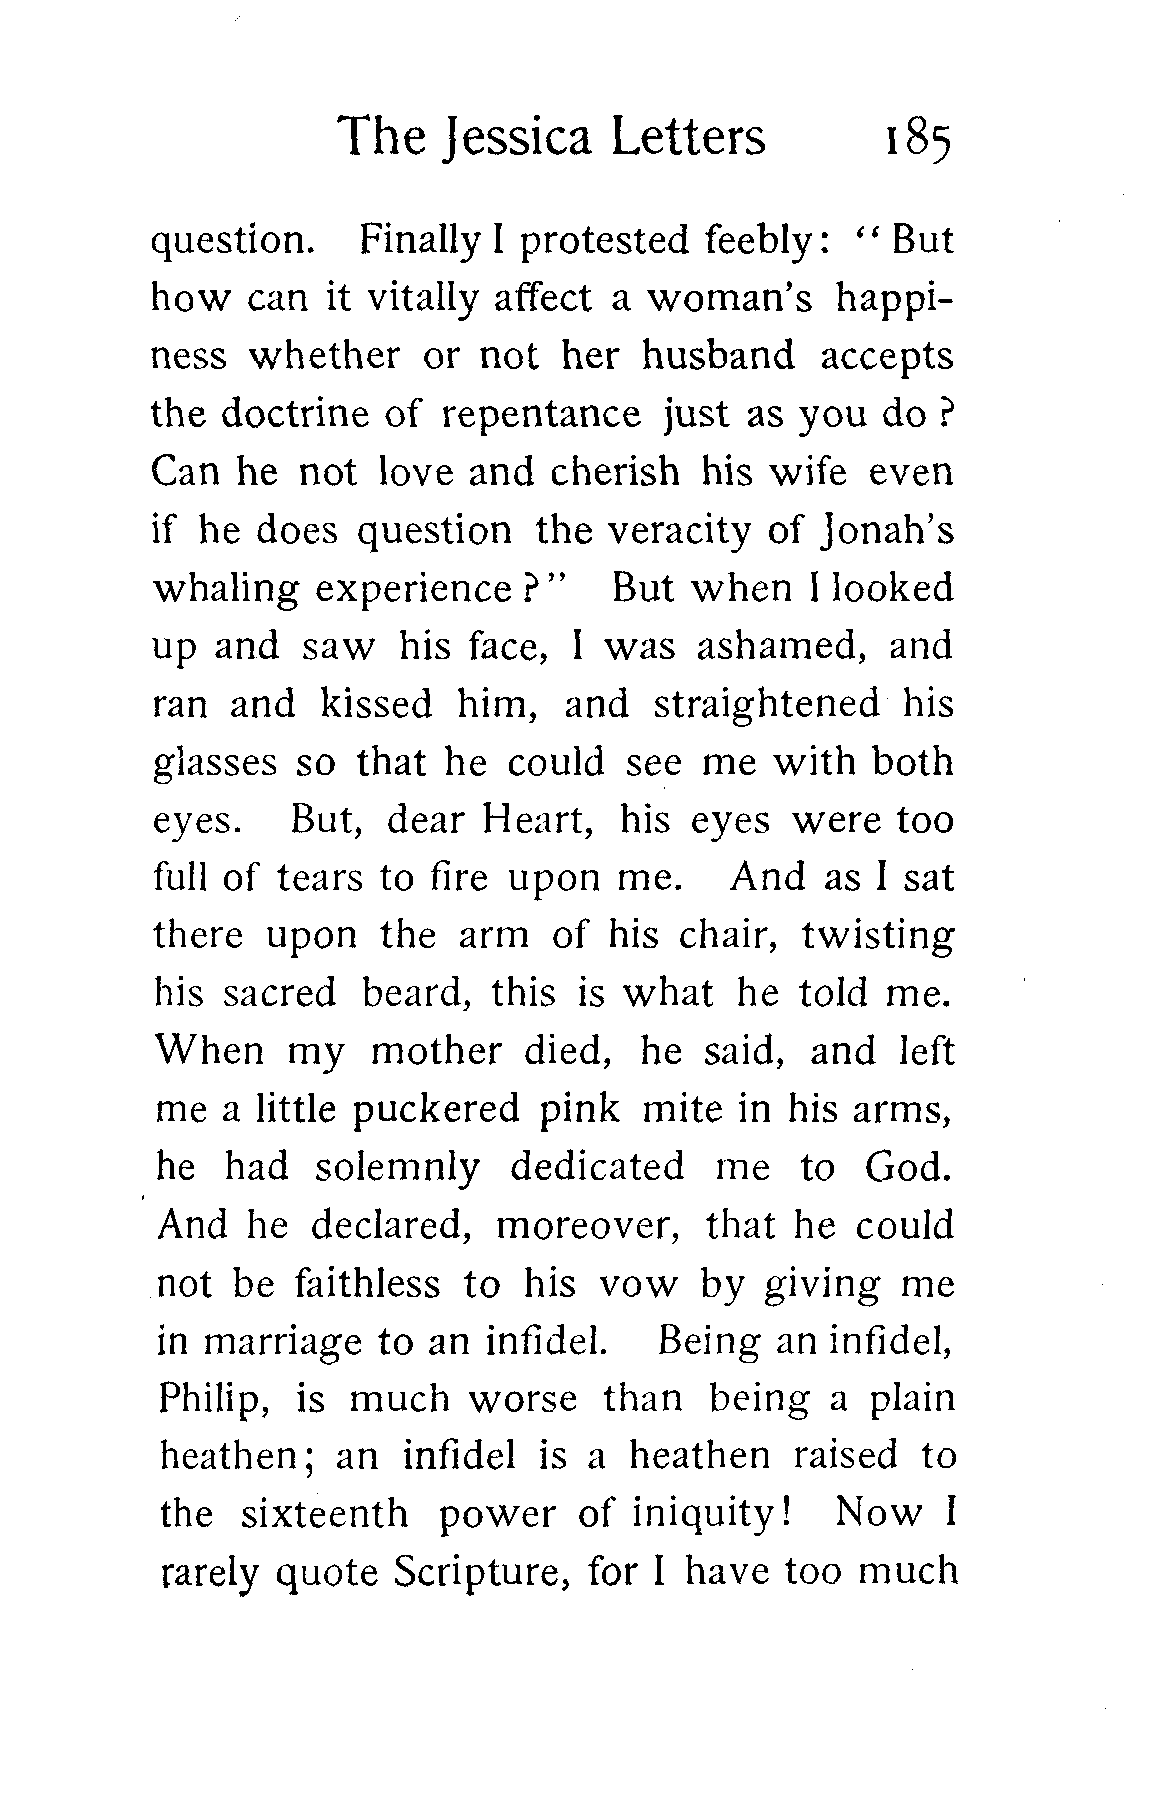 The Jessica Letters 185
question. Finally I protested feebly: “ But
how can it vitally affect a woman's happi-
ness whether or not her husband accepts
the doctrine of repentance just as you do ?
Can he not love and cherish his wife even
if he does question the veracity of Jonah's
whaling experience ?” But when I looked
up and saw his face, I was ashamed, and
ran and kissed him, and straightened his
glasses so that he could see me with both
eyes. But, dear Heart, his eyes were too
full of tears to fire upon me. And as I sat
there upon the arm of his chair, twisting
his sacred beard, this is what he told me.
When my mother died, he said, and left
me a little puckered pink mite in his arms,
he had solemnly dedicated me to God.
And he declared, moreover, that he could
not be faithless to his vow by giving me
in marriage to an infidel. Being an infidel,
Philip, is much worse than being a plain
heathen; an infidel is a heathen raised to
the sixteenth power of iniquity! Now I
rarely quote Scripture, for I have too much